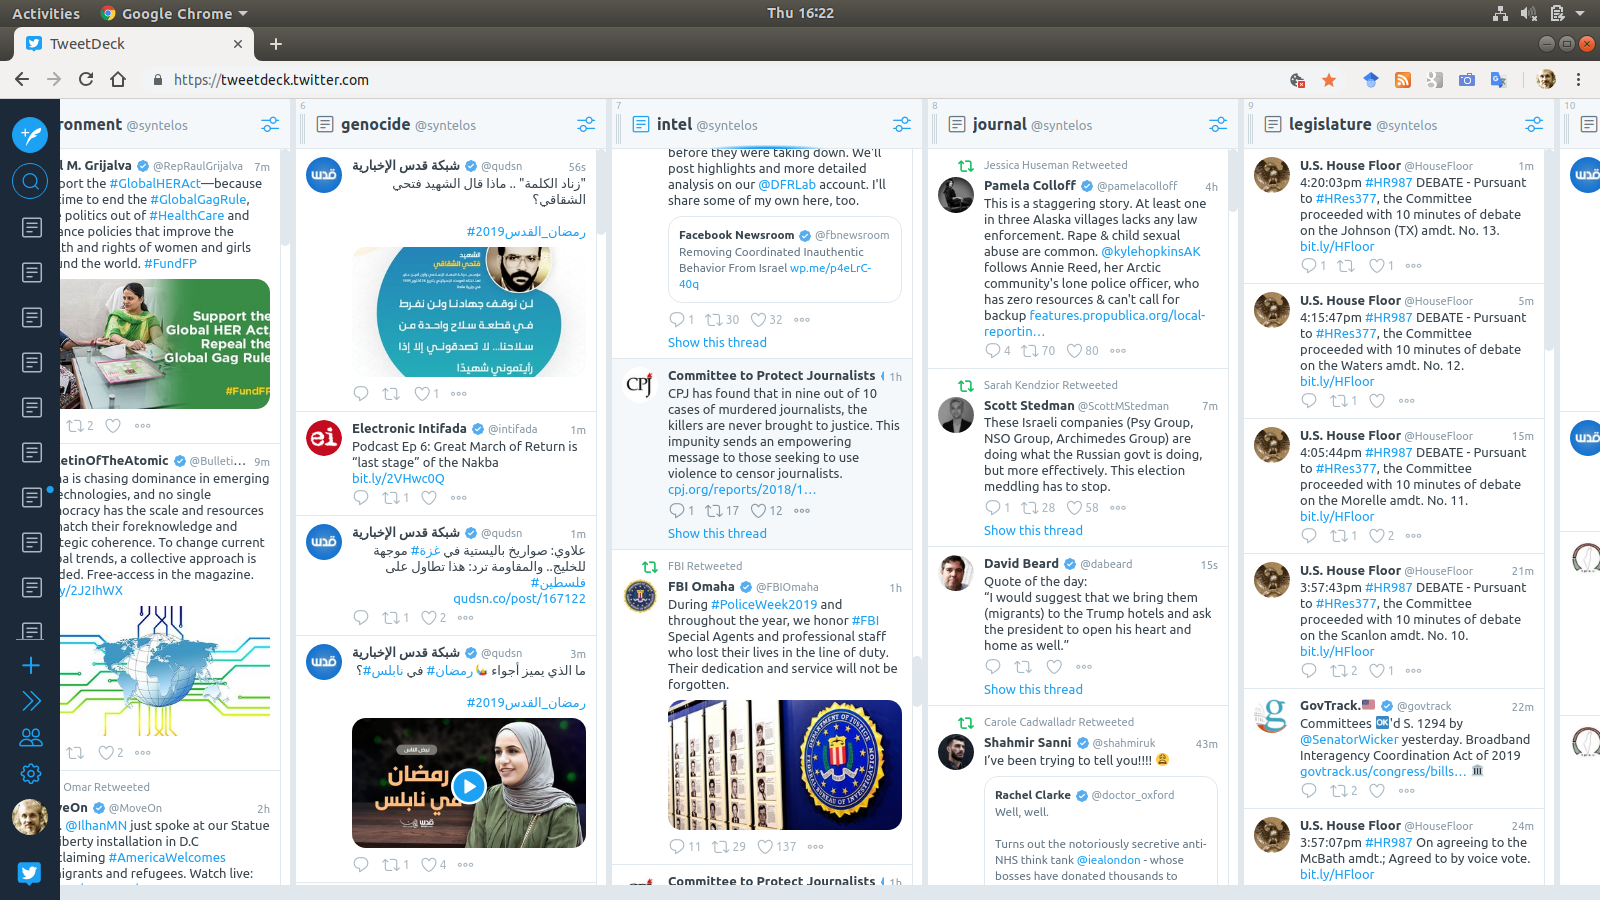 Activities
Google Chrome
Thu 16:22
TweetDeck
https://tweetdeck.twitter.com
ronment @syntelos
l M. Grijalva @RepRaulGrijalva 7m
port the #GlobalHERAct—because
time to end the #GlobalGagRule,
politics out of #HealthCare and
ance policies that improve the
lth and rights of women and girls
und the world. #FundFP
Support the
Global HER Act.
Repeal the
Global Gag Rule
#FundFP
2
letinOfTheAtomic @Bulleti... 9m
na is chasing dominance in emerging
echnologies, and no single
mocracy has the scale and resources
match their foreknowledge and
tegic coherence. To change current
bal trends, a collective approach is
ded. Free-access in the magazine.
y/2J2IhWX
2
Omar Retweeted
veOn @MoveOn 2h
. @IlhanMN just spoke at our Statue
iberty installation in D.C
claiming #AmericaWelcomes
migrants and refugees. Watch live:
6
genocide @syntelos
شبكة قدس الإخبارية @qudsn 56s
"زناد الكلمة" .. ماذا قال الشهيد فتحي
الشقاقي؟
#رمضان_القدس2019
الشهيد
فتحي الشقاقي
لن نوقف جهادنا ولن نفرط
في قطعة سلاح واحدة من
سلاحنا... لا تصدقوني إلا إذا
رأيتموني شهيدًا
1
Electronic Intifada @intifada 1m
Podcast Ep 6: Great March of Return is
“last stage” of the Nakba
bit.ly/2VHwc0Q
1
شبكة قدس الإخبارية @qudsn 1m
علاوي: صواريخ باليستية في #غزة موجهة
للخليج.. والمقاومة ترد: هذا تطاول على
#فلسطين
qudsn.co/post/167122
1 2
شبكة قدس الإخبارية @qudsn 3m
ما الذي يميز أجواء #رمضان في #نابلس؟
#رمضان_القدس2019
نبض الناس
رمضان
في نابلس
قدس
1 4
7
intel @syntelos
before they were taking down. We'll
post highlights and more detailed
analysis on our @DFRLab account. I'll
share some of my own here, too.
Facebook Newsroom @fbnewsroom
Removing Coordinated Inauthentic
Behavior From Israel wp.me/p4eLrC-
40q
1 30 32
Show this thread
CPJ
Committee to Protect Journalists 1h
CPJ has found that in nine out of 10
cases of murdered journalists, the
killers are never brought to justice. This
impunity sends an empowering
message to those seeking to use
violence to censor journalists.
cpj.org/reports/2018/1…
1 17 12
Show this thread
FBI Retweeted
FBI Omaha @FBIOmaha 1h
During #PoliceWeek2019 and
throughout the year, we honor #FBI
Special Agents and professional staff
who lost their lives in the line of duty.
Their dedication and service will not be
forgotten.
DEPARTMENT OF JUSTICE
FEDERAL BUREAU OF INVESTIGATION
11 29 137
Committee to Protect Journalists 1h
8
journal @syntelos
Jessica Huseman Retweeted
Pamela Colloff @pamelacolloff 4h
This is a staggering story. At least one
in three Alaska villages lacks any law
enforcement. Rape & child sexual
abuse are common. @kylehopkinsAK
follows Annie Reed, her Arctic
community's lone police officer, who
has zero resources & can't call for
backup features.propublica.org/local-
reportin…
4 70 80
Sarah Kendzior Retweeted
Scott Stedman @ScottMStedman 7m
These Israeli companies (Psy Group,
NSO Group, Archimedes Group) are
doing what the Russian govt is doing,
but more effectively. This election
meddling has to stop.
1 28 58
Show this thread
David Beard @dabeard 15s
Quote of the day:
“I would suggest that we bring them
(migrants) to the Trump hotels and ask
the president to open his heart and
home as well.”
Show this thread
Carole Cadwalladr Retweeted
Shahmir Sanni @shahmiruk 43m
I've been trying to tell you!!!!
Rachel Clarke @doctor_oxford
Well, well.
Turns out the notoriously secretive anti-
NHS think tank @iealondon - whose
bosses have donated thousands to
9
legislature @syntelos
U.S. House Floor @HouseFloor 1m
4:20:03pm #HR987 DEBATE - Pursuant
to #HRes377, the Committee
proceeded with 10 minutes of debate
on the Johnson (TX) amdt. No. 13.
bit.ly/HFloor
1 1
U.S. House Floor @HouseFloor 5m
4:15:47pm #HR987 DEBATE - Pursuant
to #HRes377, the Committee
proceeded with 10 minutes of debate
on the Waters amdt. No. 12.
bit.ly/HFloor
1
U.S. House Floor @HouseFloor 15m
4:05:44pm #HR987 DEBATE - Pursuant
to #HRes377, the Committee
proceeded with 10 minutes of debate
on the Morelle amdt. No. 11.
bit.ly/HFloor
1 2
U.S. House Floor @HouseFloor 21m
3:57:43pm #HR987 DEBATE - Pursuant
to #HRes377, the Committee
proceeded with 10 minutes of debate
on the Scanlon amdt. No. 10.
bit.ly/HFloor
2 1
GovTrack. @govtrack 22m
Committees OK'd S. 1294 by
@SenatorWicker yesterday. Broadband
Interagency Coordination Act of 2019
govtrack.us/congress/bills…
2
U.S. House Floor @HouseFloor 24m
3:57:07pm #HR987 On agreeing to the
McBath amdt.; Agreed to by voice vote.
bit.ly/HFloor
10